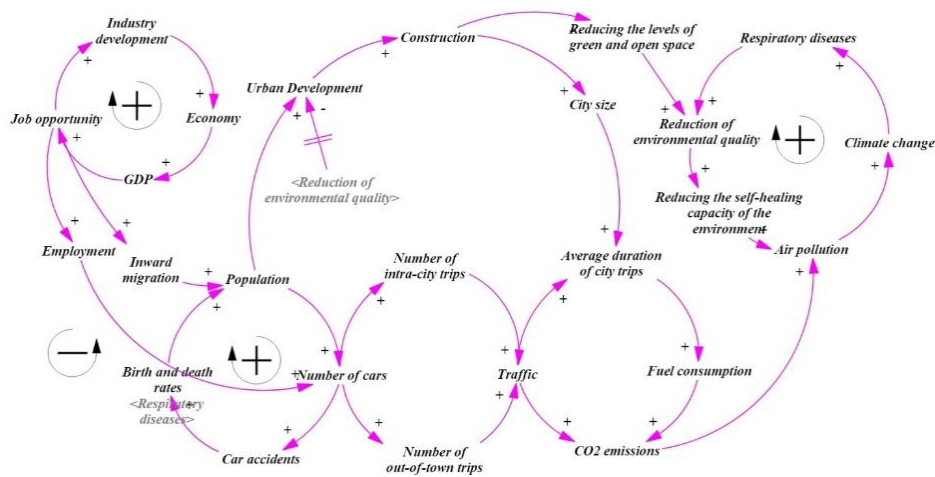 Industry
development
Construction
Reducing the levels of
green and open space
Respiratory diseases
+
+
+
+
Urban Development
+
+
+
+
-
+
+
City size
Job opportunity
Economy
+
+
Reduction of
environmental quality
+
Climate change
+
+
+
GDP
<Reduction of
environmental quality>
+
Reducing the self-healing
capacity of the
environment
+
+
+
+
Employment
Inward
migration
+
Population
+
Number of
intra-city trips
Average duration
of city trips
Air pollution
+
+
+
+
+
+
+
Birth and death
rates
<Respiratory
diseases>
+
+
Number of cars
Traffic
Fuel consumption
+
+
+
+
+
+
Car accidents
Number of
out-of-town trips
CO2 emissions